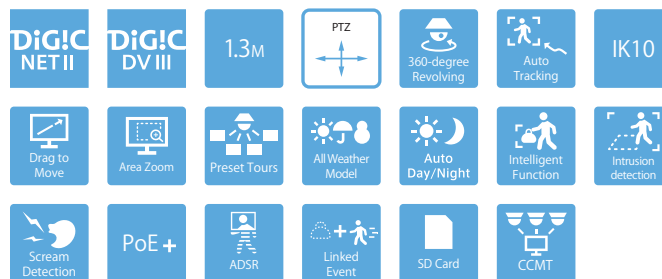 DiG!C
NET II
DiG!C
DV III
1.3M
PTZ
360-degree
Revolving
Auto
Tracking
IK10
Drag to
Move
Area Zoom
Preset Tours
All Weather
Model
Auto
Day/Night
Intelligent
Function
Intrusion
detection
Scream
Detection
PoE+
ADSR
Linked
Event
SD Card
CCMT